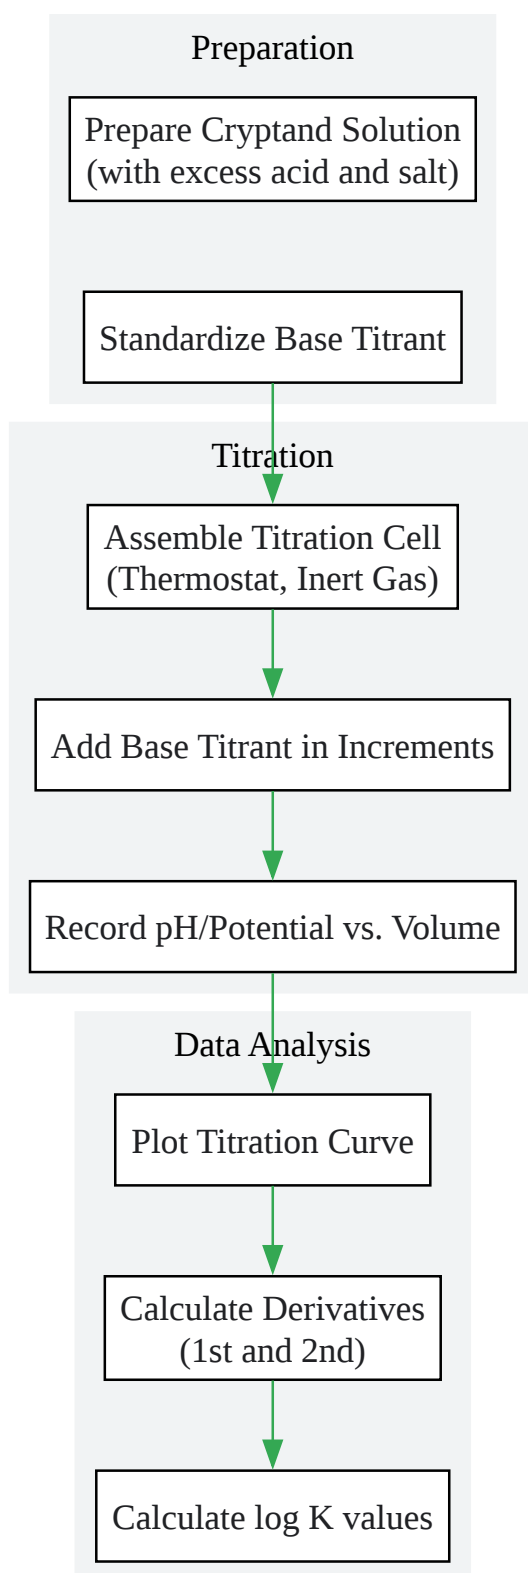 Preparation
Prepare Cryptand Solution
(with excess acid and salt)
Standardize Base Titrant
Titration
Assemble Titration Cell
(Thermostat, Inert Gas)
Add Base Titrant in Increments
Record pH/Potential vs. Volume
Data Analysis
Plot Titration Curve
Calculate Derivatives
(1st and 2nd)
Calculate log K values